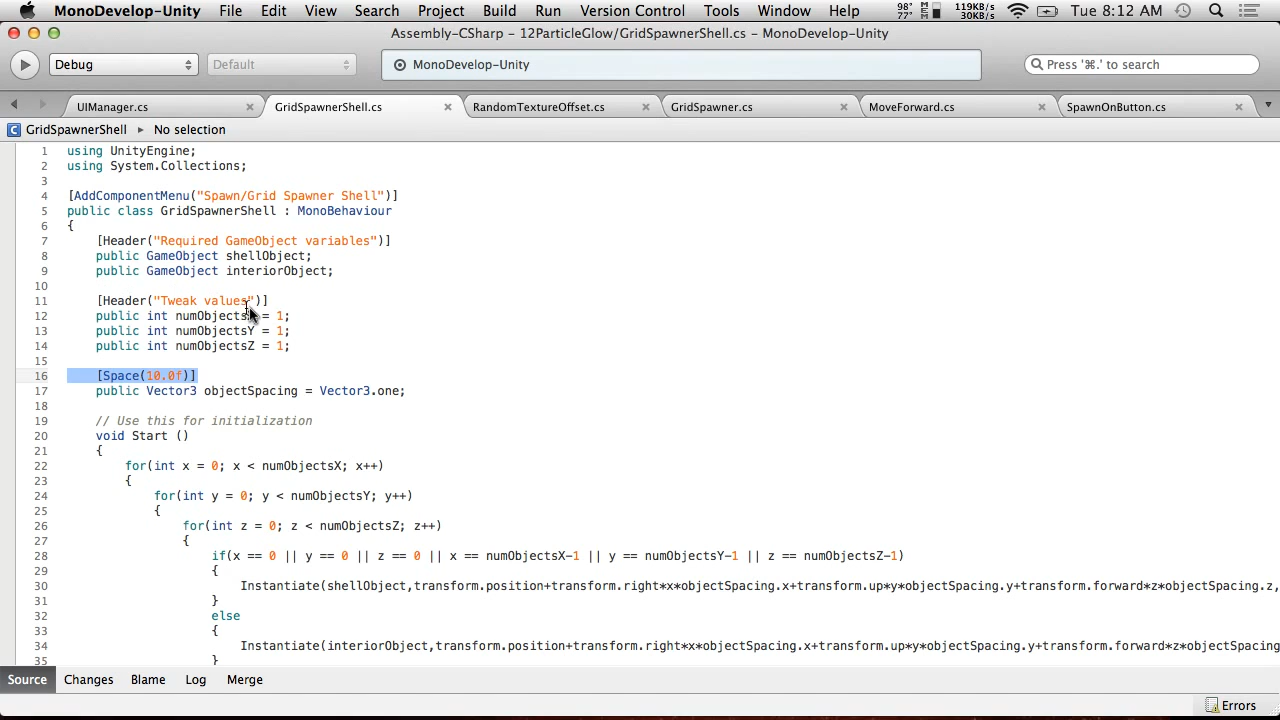 MonoDevelop-Unity File Edit View Search Project Build Run Version Control Tools Window Help 98° 77° MEM 119KB/s 30KB/s Tue 8:12 AM
Assembly-CSharp – 12ParticleGlow/GridSpawnerShell.cs – MonoDevelop-Unity
Debug Default MonoDevelop-Unity Press ‘⌘.’ to search
UIManager.cs GridSpawnerShell.cs RandomTextureOffset.cs GridSpawner.cs MoveForward.cs SpawnOnButton.cs
C GridSpawnerShell ▸ No selection
1 using UnityEngine;
2 using System.Collections;
3
4 [AddComponentMenu("Spawn/Grid Spawner Shell")]
5 public class GridSpawnerShell : MonoBehaviour
6 {
7 [Header("Required GameObject variables")]
8 public GameObject shellObject;
9 public GameObject interiorObject;
10
11 [Header("Tweak values")]
12 public int numObjectsX = 1;
13 public int numObjectsY = 1;
14 public int numObjectsZ = 1;
15
16 [Space(10.0f)]
17 public Vector3 objectSpacing = Vector3.one;
18
19 // Use this for initialization
20 void Start ()
21 {
22 for(int x = 0; x < numObjectsX; x++)
23 {
24 for(int y = 0; y < numObjectsY; y++)
25 {
26 for(int z = 0; z < numObjectsZ; z++)
27 {
28 if(x == 0 || y == 0 || z == 0 || x == numObjectsX-1 || y == numObjectsY-1 || z == numObjectsZ-1)
29 {
30 Instantiate(shellObject,transform.position+transform.right*x*objectSpacing.x+transform.up*y*objectSpacing.y+transform.forward*z*objectSpacing.z,
31 }
32 else
33 {
34 Instantiate(interiorObject,transform.position+transform.right*x*objectSpacing.x+transform.up*y*objectSpacing.y+transform.forward*z*objectSpacing
35 }
Source Changes Blame Log Merge
Errors